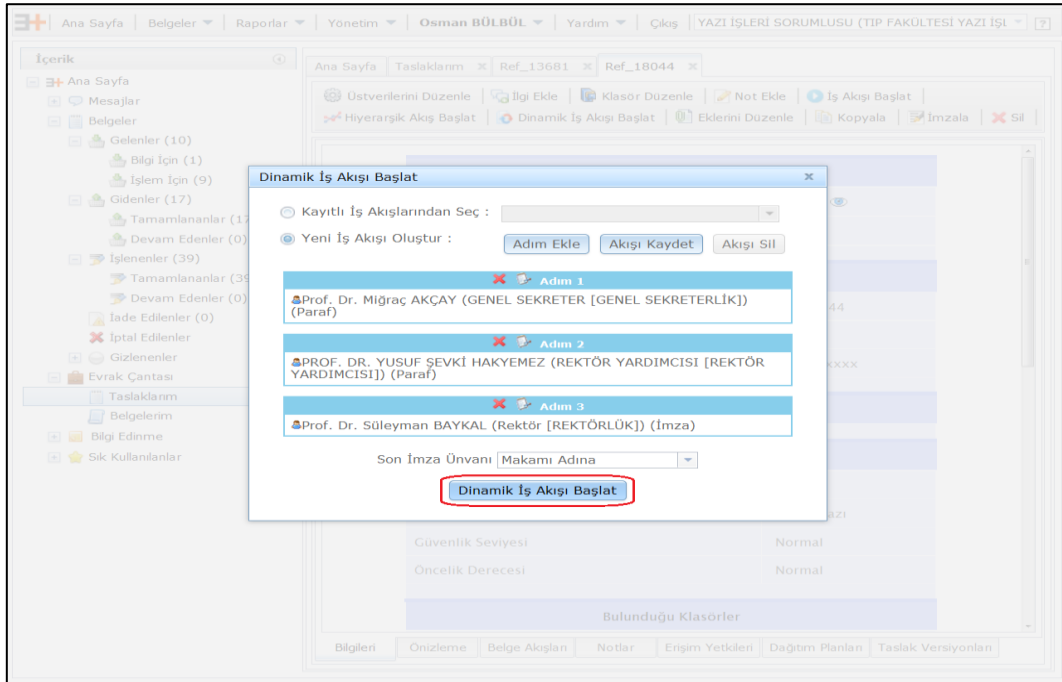 Ana Sayfa Belgeler Raporlar Yönetim Osman BÜLBÜL Yardım Çıkış YAZI İŞLERİ SORUMLUSU (TIP FAKÜLTESİ YAZI İŞL
İçerik
Ana Sayfa
Mesajlar
Belgeler
Gelenler (10)
Bilgi İçin (1)
İşlem İçin (9)
Gidenler (17)
Tamamlananlar (17
Devam Edenler (0)
İşlenenler (39)
Tamamlananlar (39
Devam Edenler (0)
İade Edilenler (0)
İptal Edilenler
Gizlenenler
Evrak Çantası
Taslaklarım
Belgelerim
Bilgi Edinme
Sık Kullanılanlar
Ana Sayfa Taslaklarım Ref_13681 Ref_18044
Üstverilerini Düzenle İlgi Ekle Klasör Düzenle Not Ekle İş Akışı Başlat
Hiyerarşik Akış Başlat Dinamik İş Akışı Başlat Eklerini Düzenle Kopyala İmzala Sil
Dinamik İş Akışı Başlat
Kayıtlı İş Akışlarından Seç :
Yeni İş Akışı Oluştur : Adım Ekle Akışı Kaydet Akışı Sil
Adım 1
Prof. Dr. Miğraç AKÇAY (GENEL SEKRETER [GENEL SEKRETERLİK])
(Paraf)
Adım 2
PROF. DR. YUSUF ŞEVKİ HAKYEMEZ (REKTÖR YARDIMCISI [REKTÖR
YARDIMCISI]) (Paraf)
Adım 3
Prof. Dr. Süleyman BAYKAL (Rektör [REKTÖRLÜK]) (İmza)
Son İmza Ünvanı Makamı Adına
Dinamik İş Akışı Başlat
44
xxxx
azı
Güvenlik Seviyesi Normal
Öncelik Derecesi Normal
Bulunduğu Klasörler
Bilgileri Önizleme Belge Akışları Notlar Erişim Yetkileri Dağıtım Planları Taslak Versiyonları